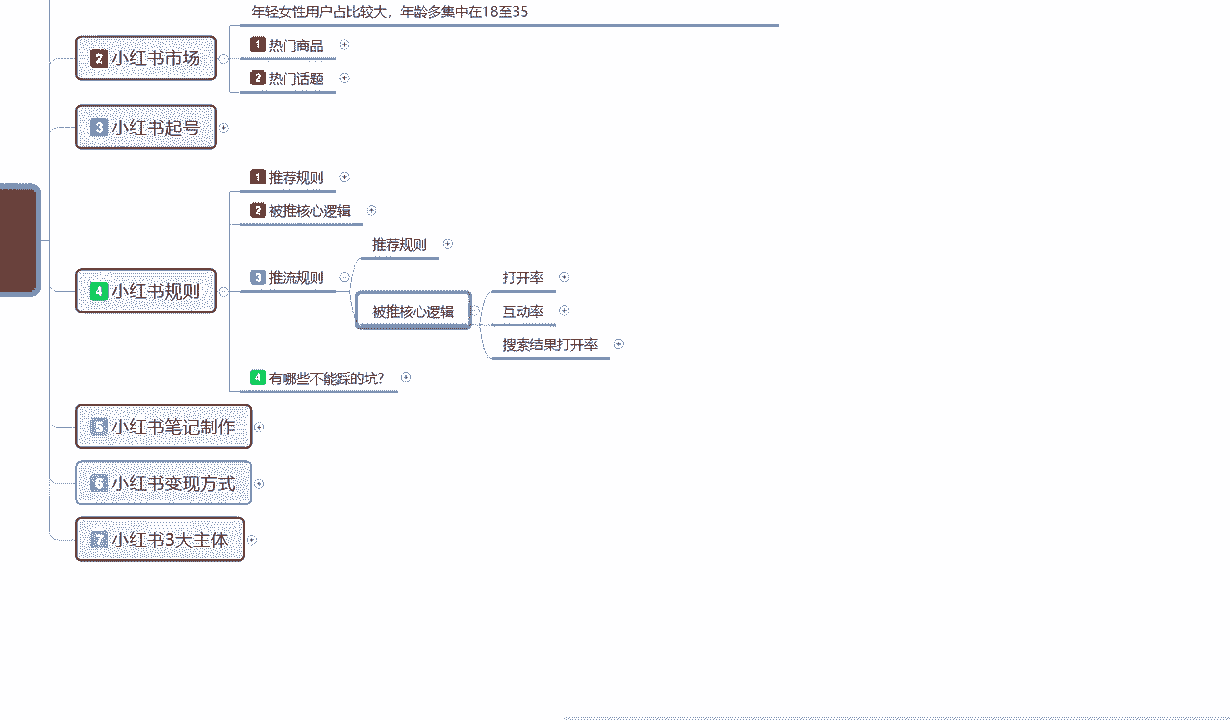 年轻女性用户占比较大，年龄多集中在18至35
2 小红书市场
1 热门商品
2 热门话题
3 小红书起号
4 小红书规则
1 推荐规则
2 被推核心逻辑
3 推流规则
推荐规则
被推核心逻辑
打开率
互动率
搜索结果打开率
4 有哪些不能踩的坑?
5 小红书笔记制作
6 小红书变现方式
7 小红书3大主体